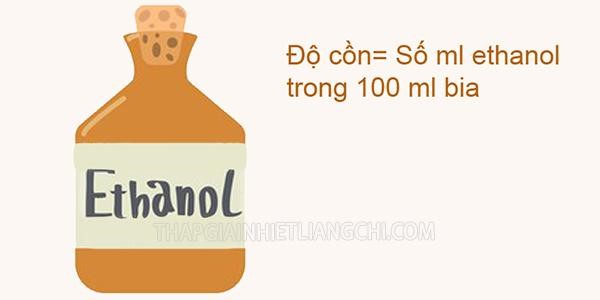 Độ cồn= Số ml ethanol
trong 100 ml bia
Ethanol
THAPGIAINHIETLIANGCHI.COM